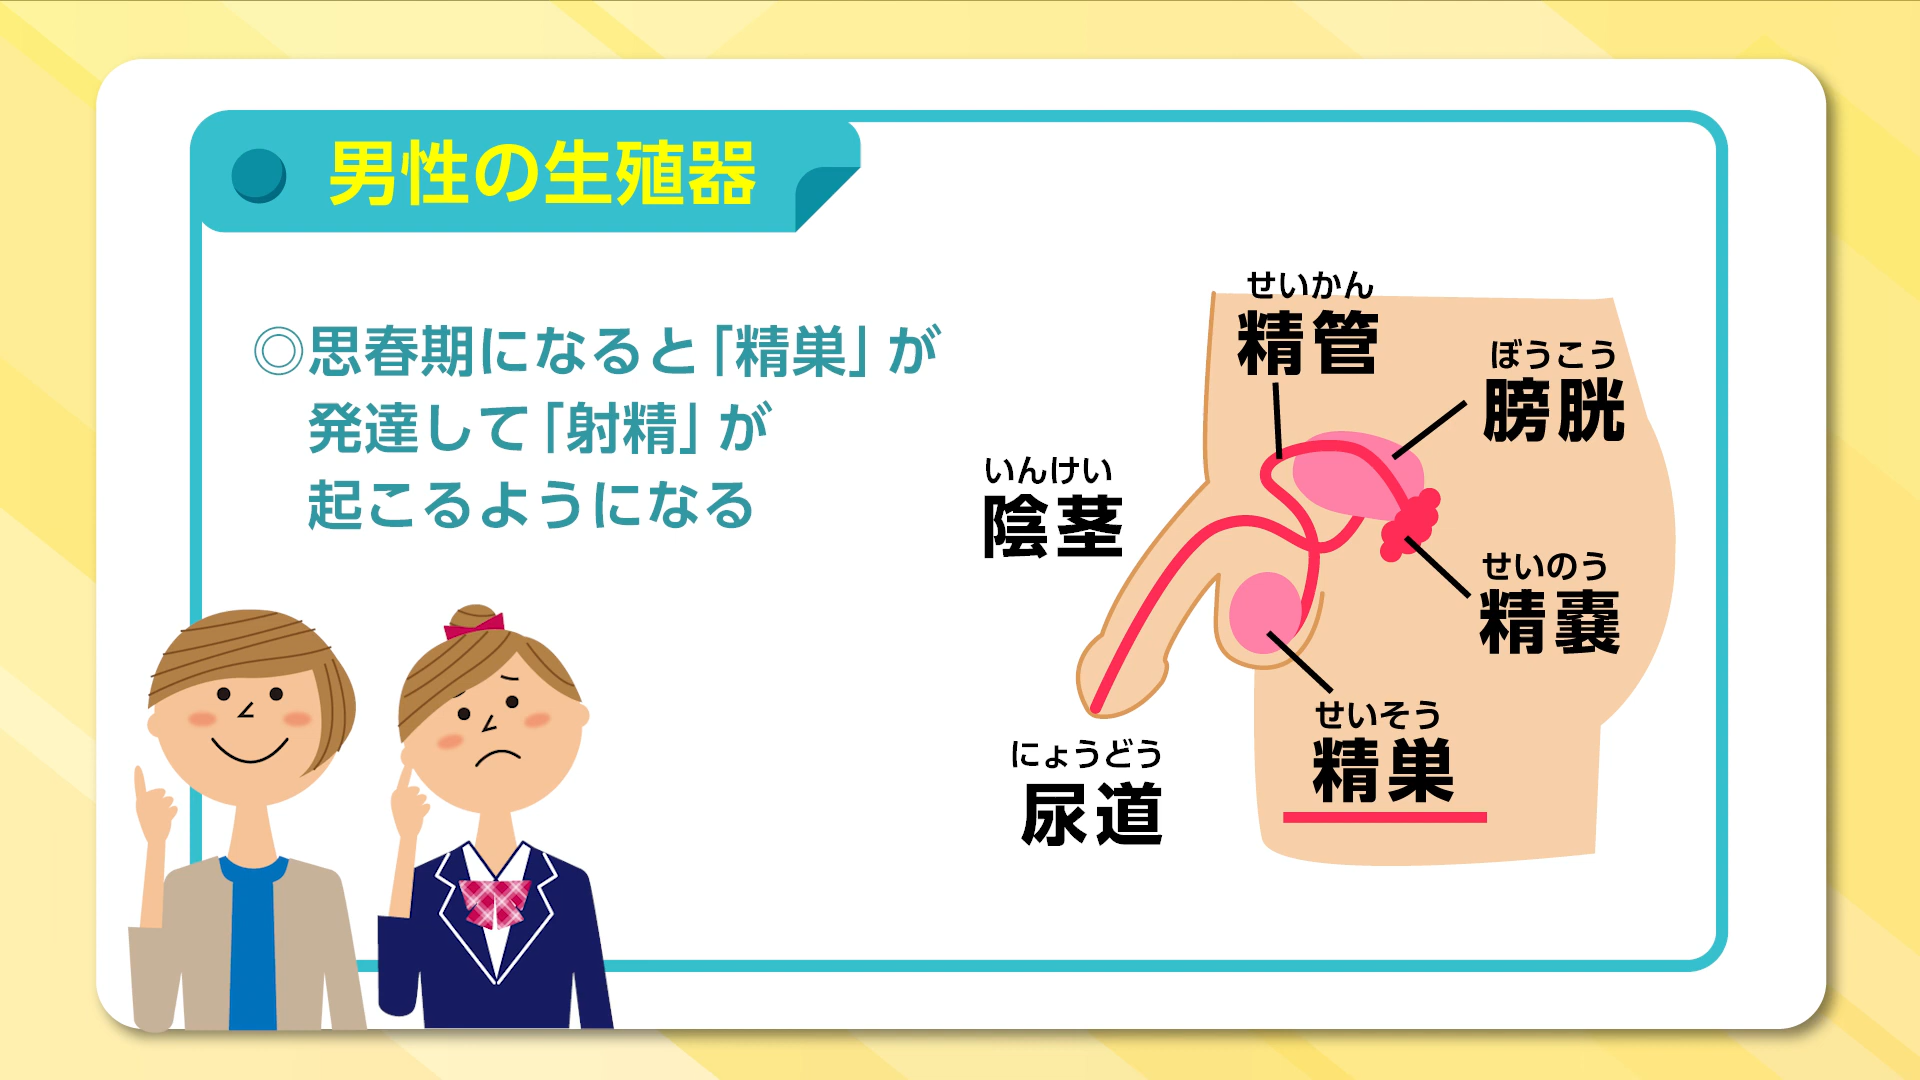 男性の生殖器
◎思春期になると「精巣」が
発達して「射精」が
起こるようになる
せいかん
精管
ぼうこう
膀胱
いんけい
陰茎
せいのう
精嚢
せいそう
精巣
にょうどう
尿道